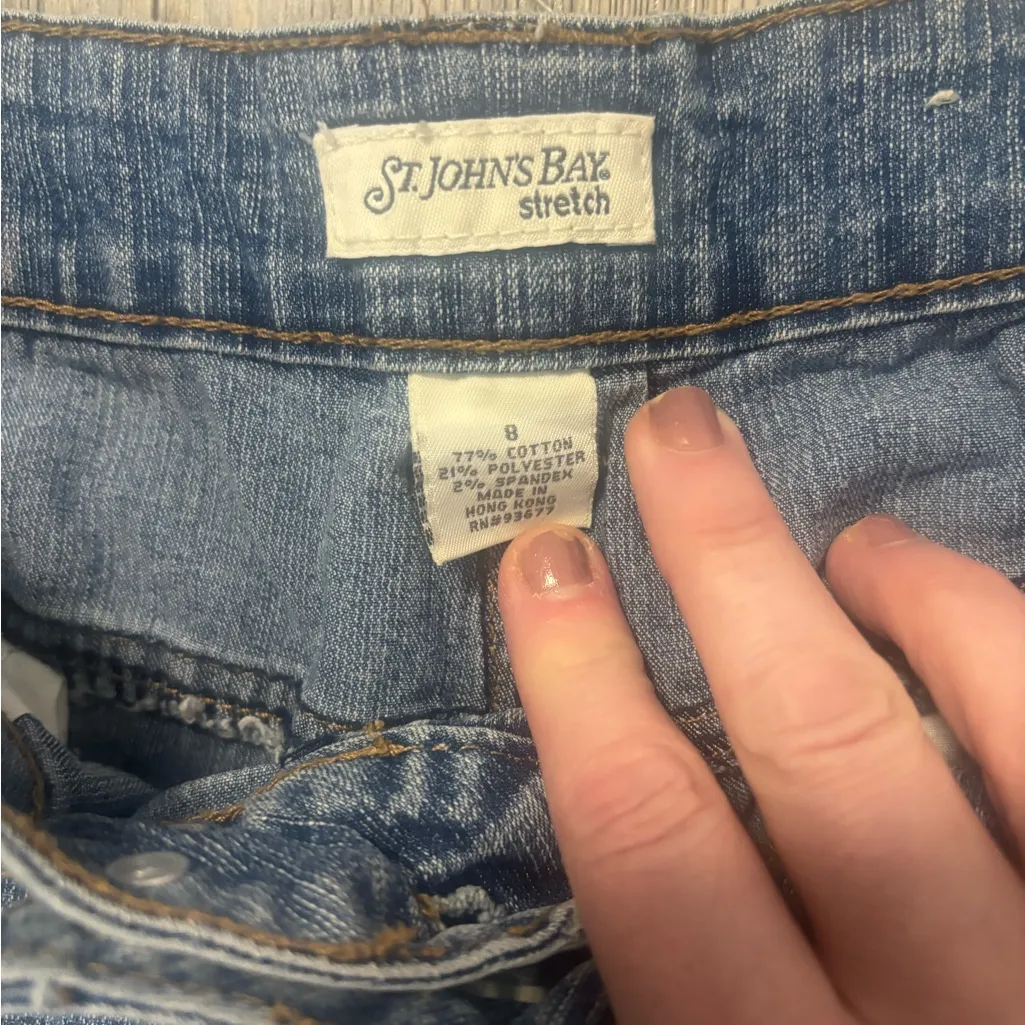 ST. JOHN'S BAY®
stretch
8
77% COTTON
21% POLYESTER
2% SPANDEX
MADE IN
HONG KONG
RN#93677